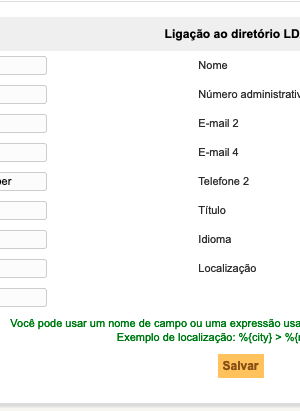 Ligação ao diretório LD
Nome
Número administrativ
E-mail 2
E-mail 4
er
Telefone 2
Título
Idioma
Localização
Você pode usar um nome de campo ou uma expressão usa
Exemplo de localização: %{city} > %{
Salvar